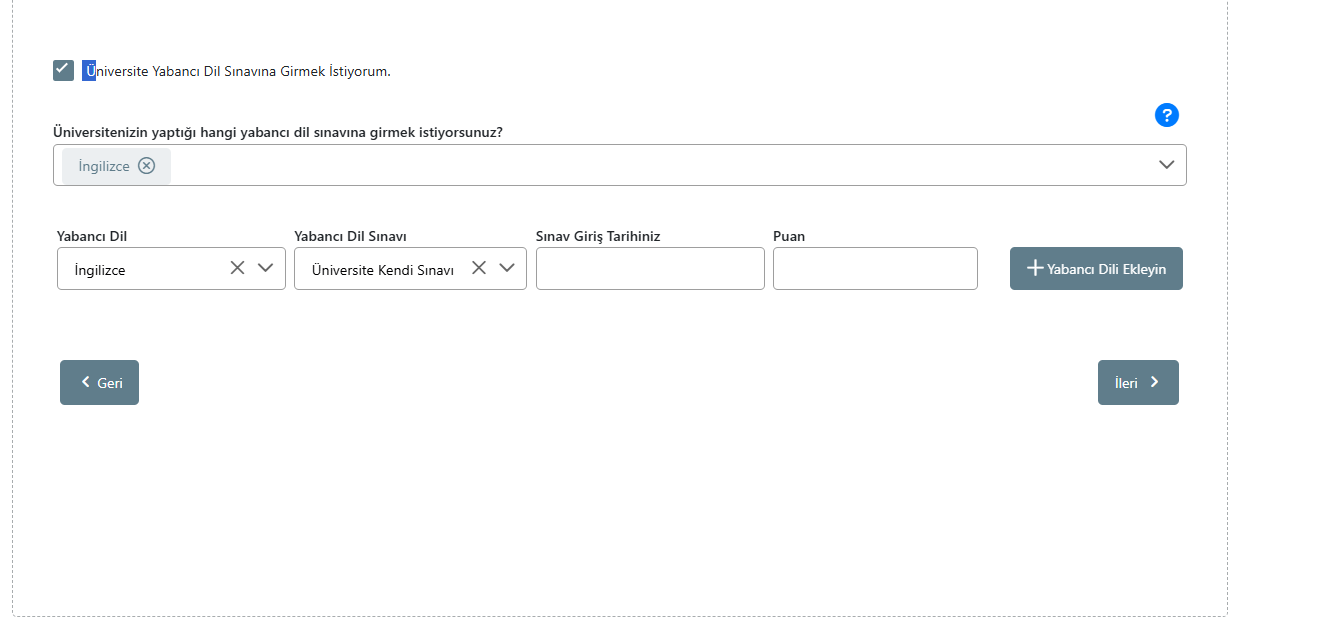 Üniversite Yabancı Dil Sınavına Girmek İstiyorum.
?
Üniversitenizin yaptığı hangi yabancı dil sınavına girmek istiyorsunuz?
İngilizce
Yabancı Dil Yabancı Dil Sınavı Sınav Giriş Tarihiniz Puan
İngilizce Üniversite Kendi Sınavı Yabancı Dili Ekleyin
Geri İleri